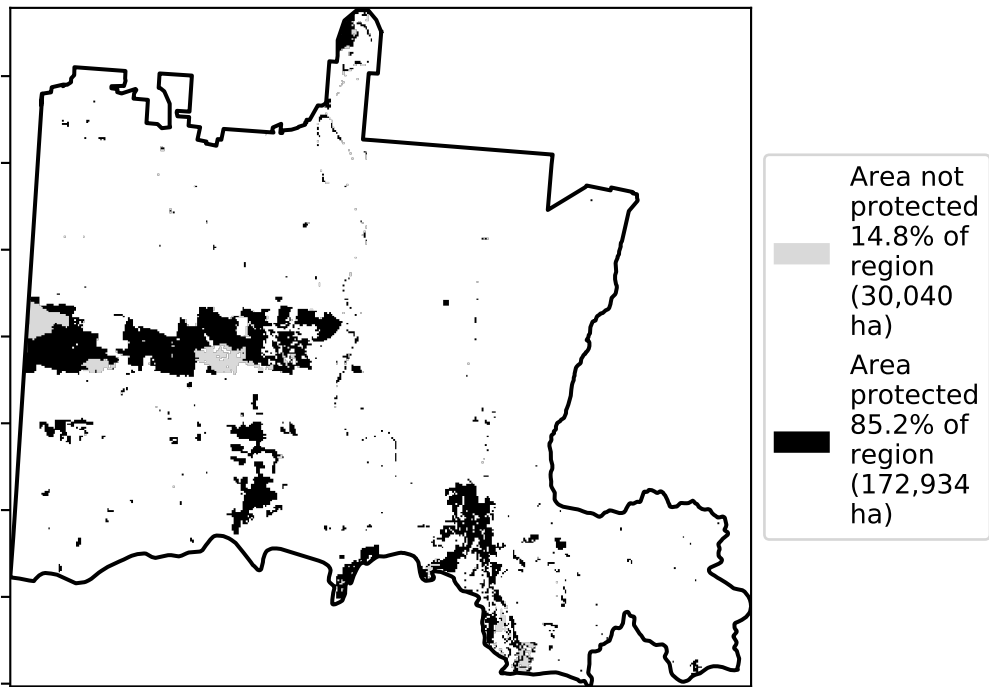 Area not
protected
14.8% of
region
(30,040
ha)
Area
protected
85.2% of
region
(172,934
ha)